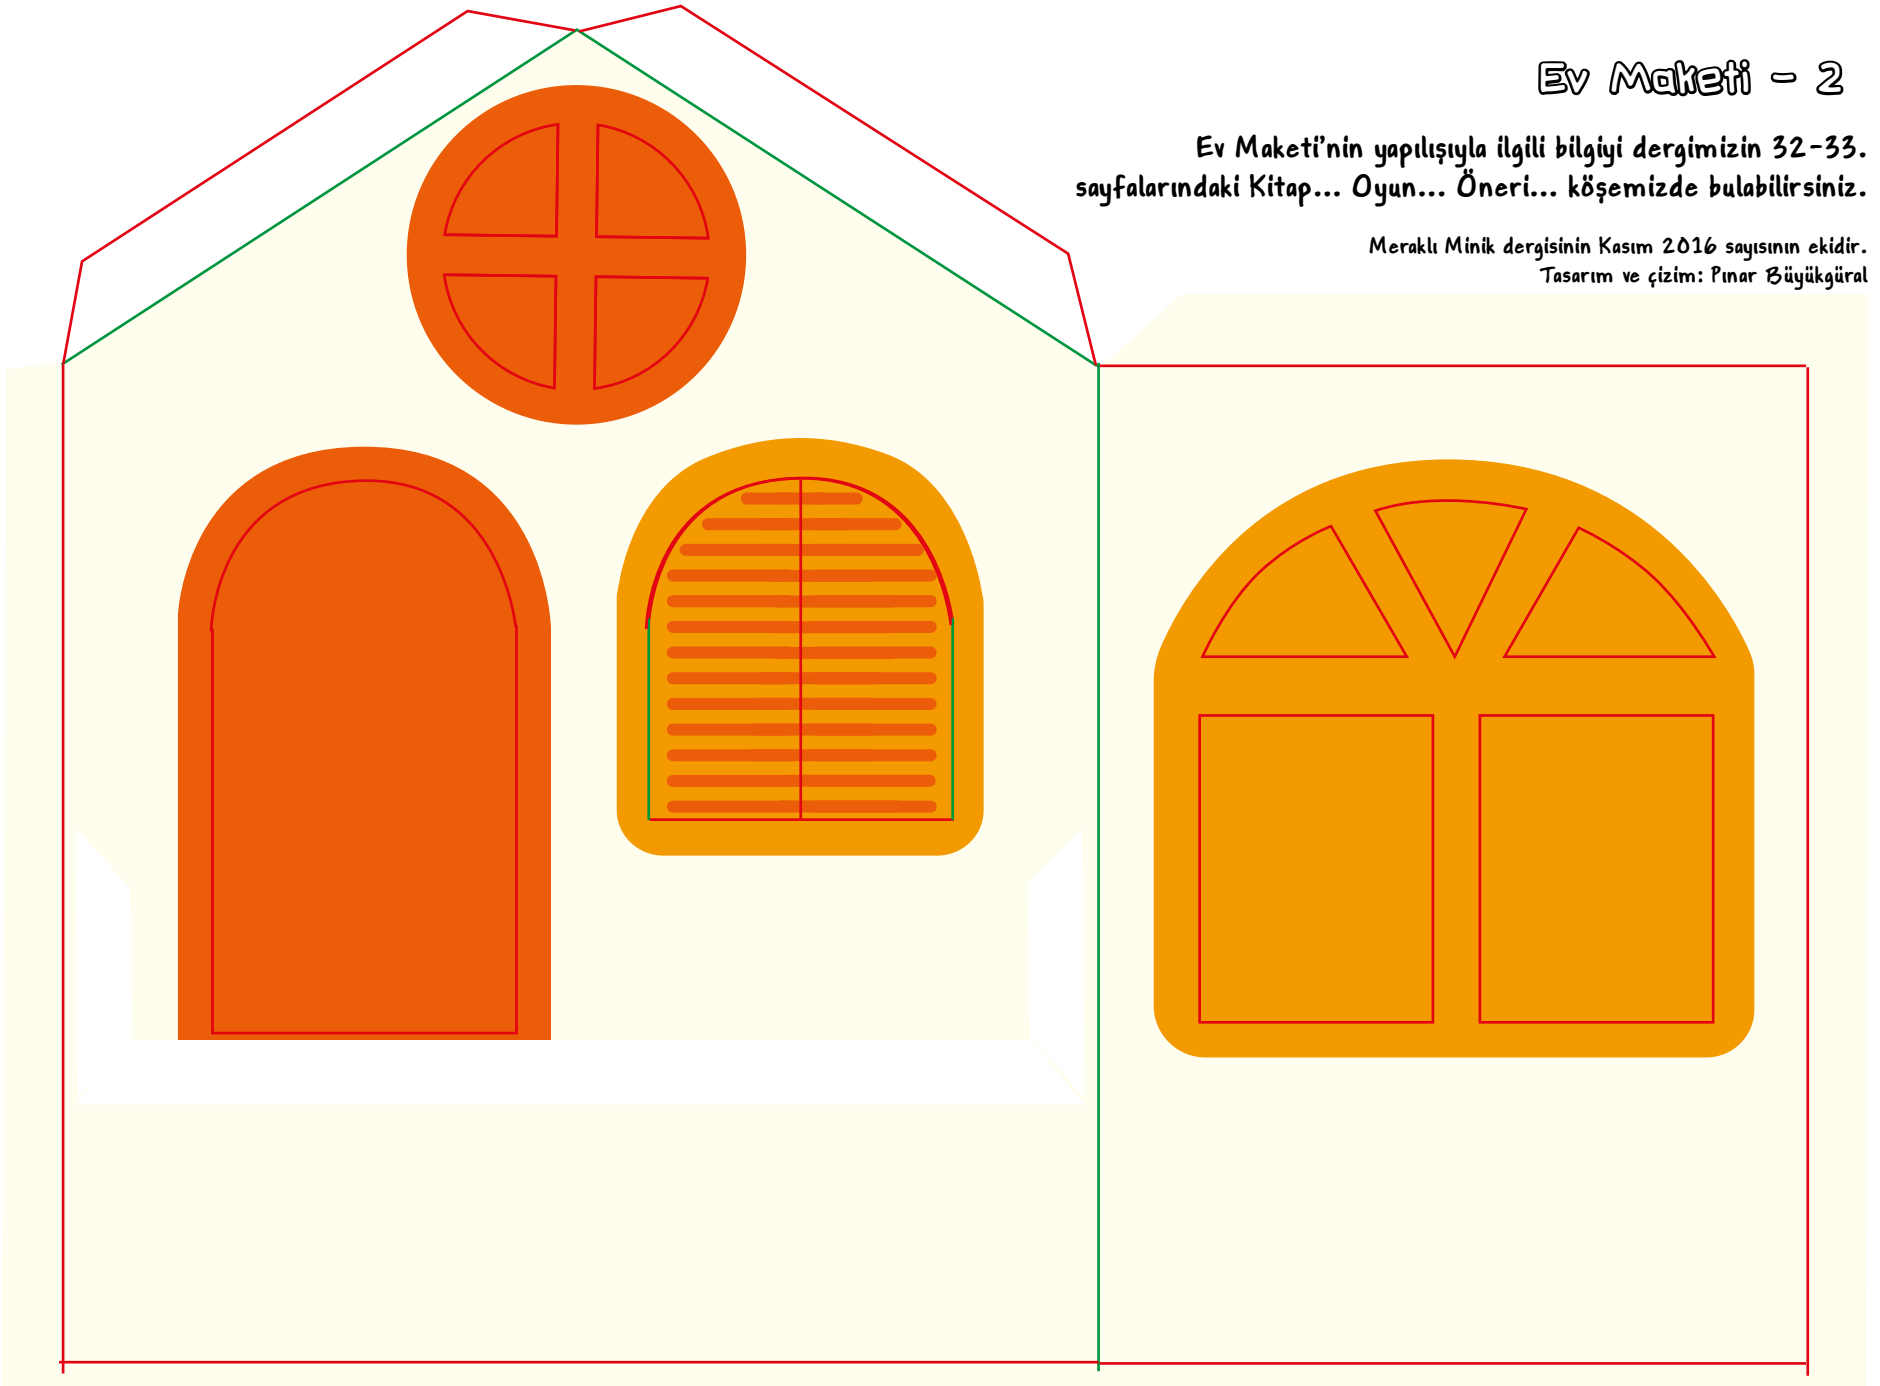 Ev Maketi - 2
Ev Maketi'nin yapılışıyla ilgili bilgiyi dergimizin 32-33.
sayfalarındaki Kitap... Oyun... Öneri... köşemizde bulabilirsiniz.
Meraklı Minik dergisinin Kasım 2016 sayısının ekidir.
Tasarım ve çizim: Pınar Büyükgüral